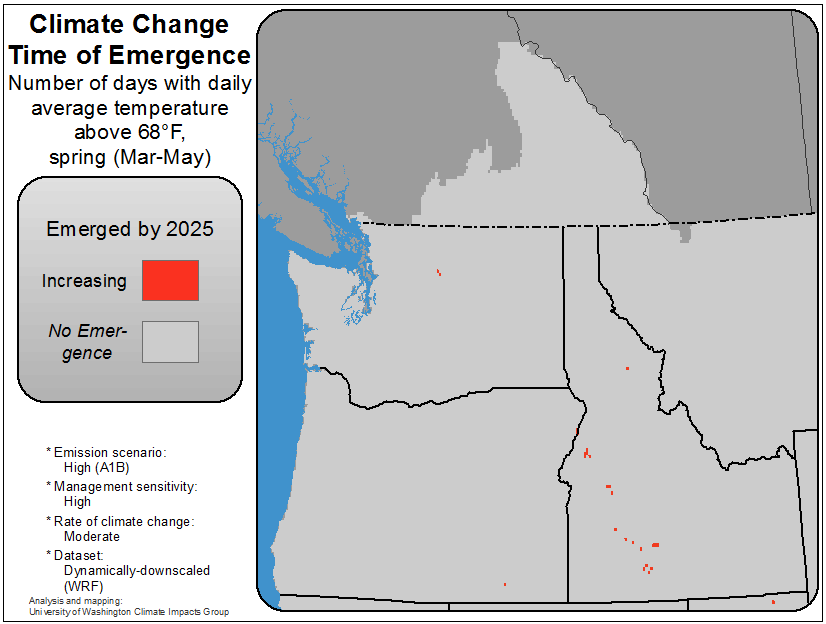 Climate Change
Time of Emergence
Number of days with daily
average temperature
above 68°F,
spring (Mar-May)
Emerged by 2025
Increasing
No Emer-
gence
* Emission scenario:
High (A1B)
* Management sensitivity:
High
* Rate of climate change:
Moderate
* Dataset:
Dynamically-downscaled
(WRF)
Analysis and mapping:
University of Washington Climate Impacts Group